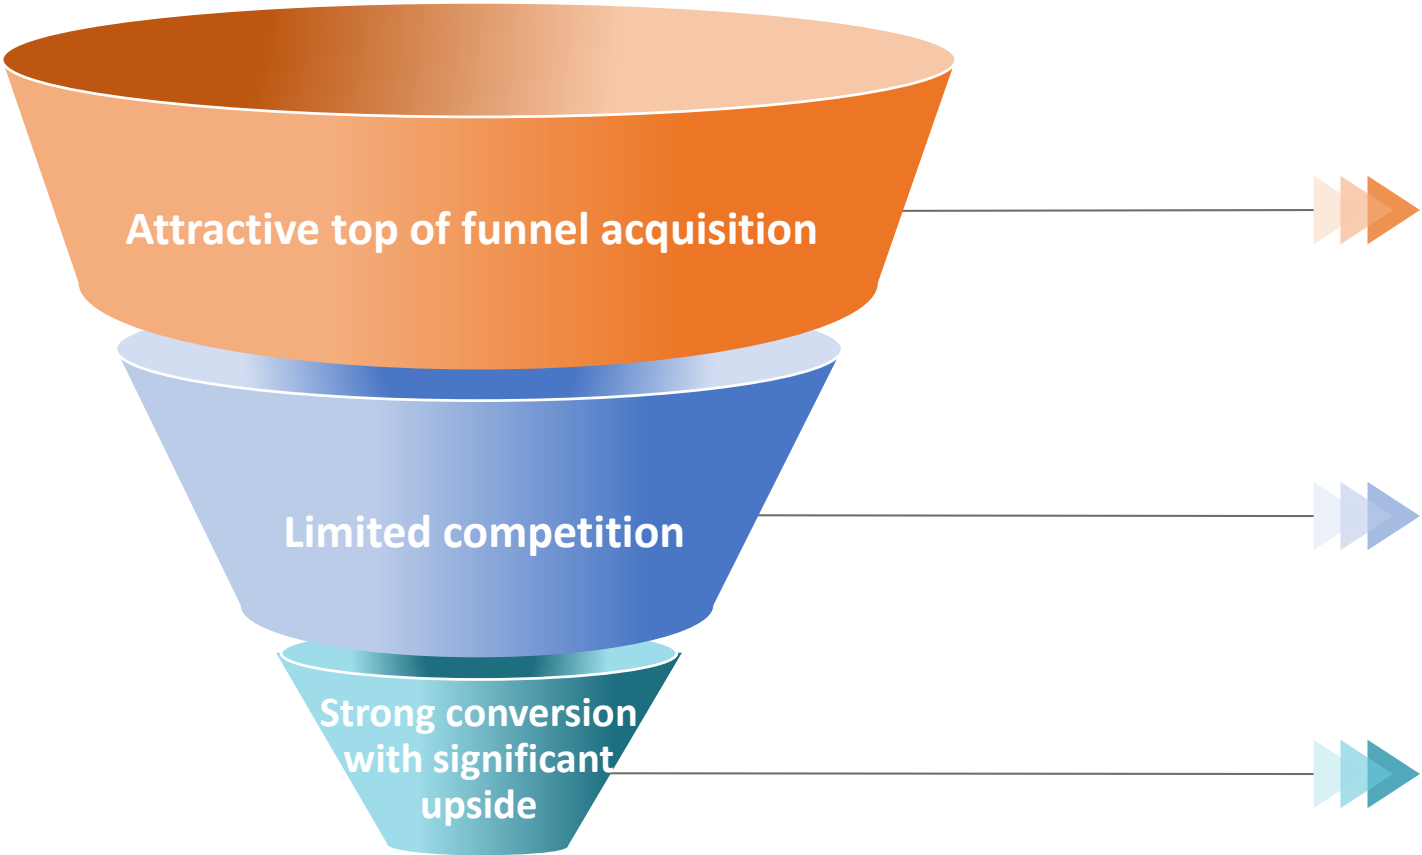 Attractive top of funnel acquisition
Limited competition
Strong conversion
with significant
upside